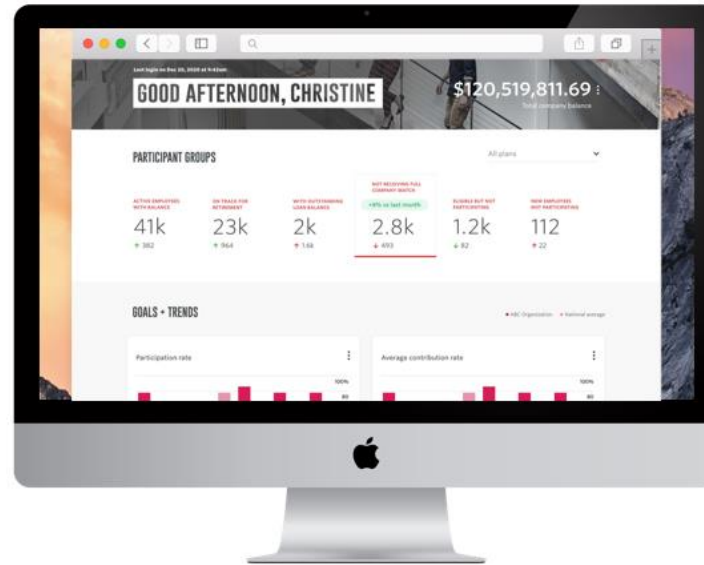 Last login on Dec 20, 2020 at 9:42am
GOOD AFTERNOON, CHRISTINE
$120,519,811.69
Total company balance
PARTICIPANT GROUPS
All plans
ACTIVE EMPLOYEES
WITH BALANCE
41k
↑ 382
ON TRACK FOR
RETIREMENT
23k
↑ 964
WITH OUTSTANDING
LOAN BALANCE
2k
↑ 1.6k
NOT RECEIVING FULL
COMPANY MATCH
+8% vs last month
2.8k
↓ 493
ELIGIBLE BUT NOT
PARTICIPATING
1.2k
↓ 82
NEW EMPLOYEES
NOT PARTICIPATING
112
↑ 22
GOALS + TRENDS
ABC Organization
National average
Participation rate
100%
80
Average contribution rate
100%
80